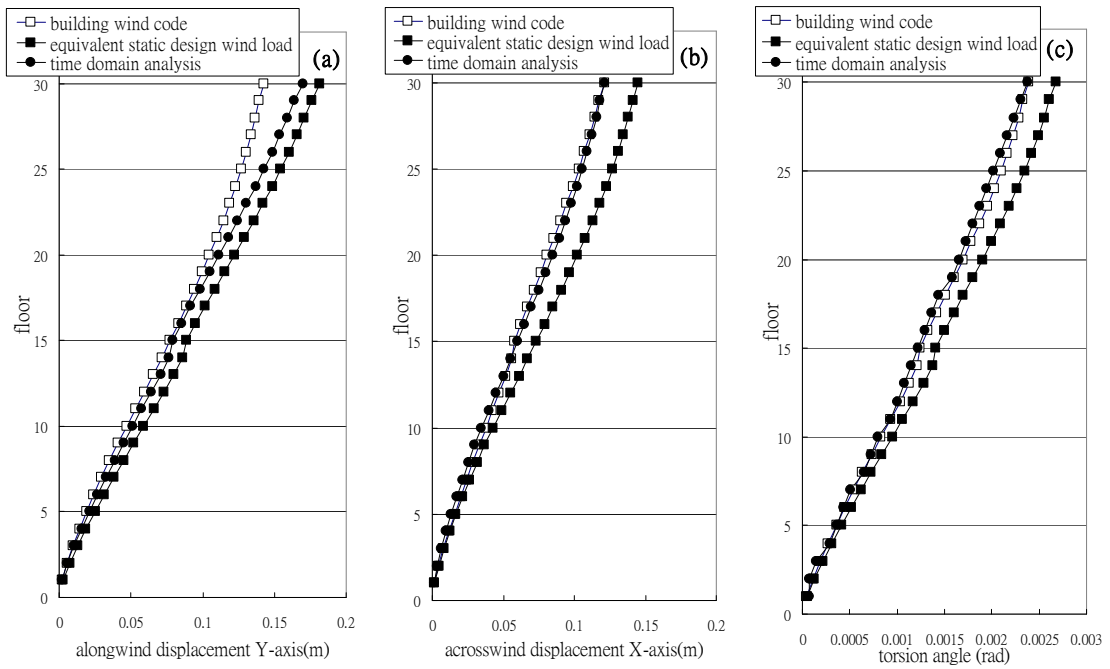 building wind code
equivalent static design wind load
time domain analysis
(a)
30
25
20
15
10
5
0
floor
0
0.05
0.1
0.15
0.2
alongwind displacement Y-axis(m)
building wind code
equivalent static design wind load
time domain analysis
(b)
30
25
20
15
10
5
0
floor
0
0.05
0.1
0.15
0.2
acrosswind displacement X-axis(m)
building wind code
equivalent static design wind load
time domain analysis
(c)
30
25
20
15
10
5
0
floor
0
0.0005
0.001
0.0015
0.002
0.0025
0.003
torsion angle (rad)